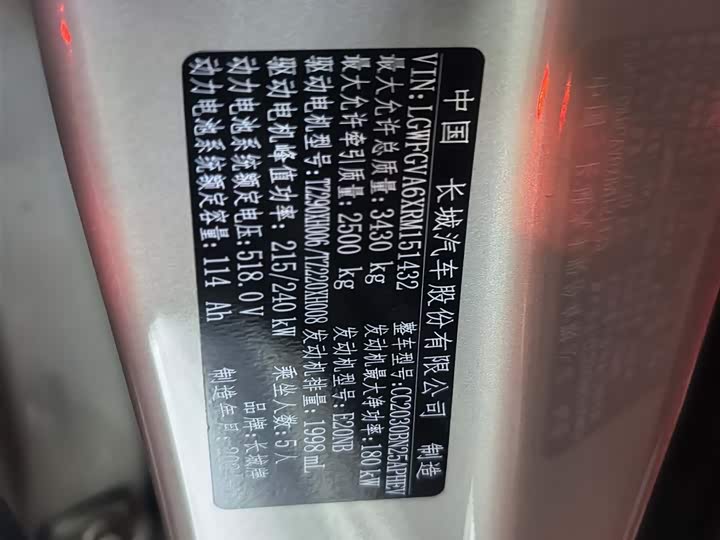 中国 长城汽车股份有限公司 制造
VIN:LGWFGVA6XRM151432 整车型号:CC2030BN25APHEV
最大允许总质量:3430 kg 发动机最大净功率:180 kW
最大允许牵引质量:2500 kg 发动机型号:E20NB
驱动电机型号:TZ290XH006/TZ220XH008 发动机排量:1998 mL
驱动电机峰值功率:215/240 kW 乘坐人数:5人
动力电池系统额定电压:518.0 V 品牌:长城牌
动力电池系统额定容量:114 Ah 制造年月: